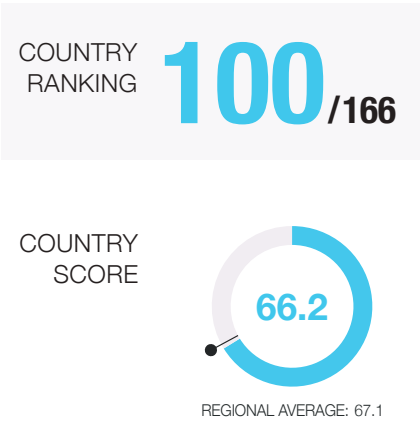 COUNTRY
RANKING
100/166
COUNTRY
SCORE
66.2
REGIONAL AVERAGE: 67.1